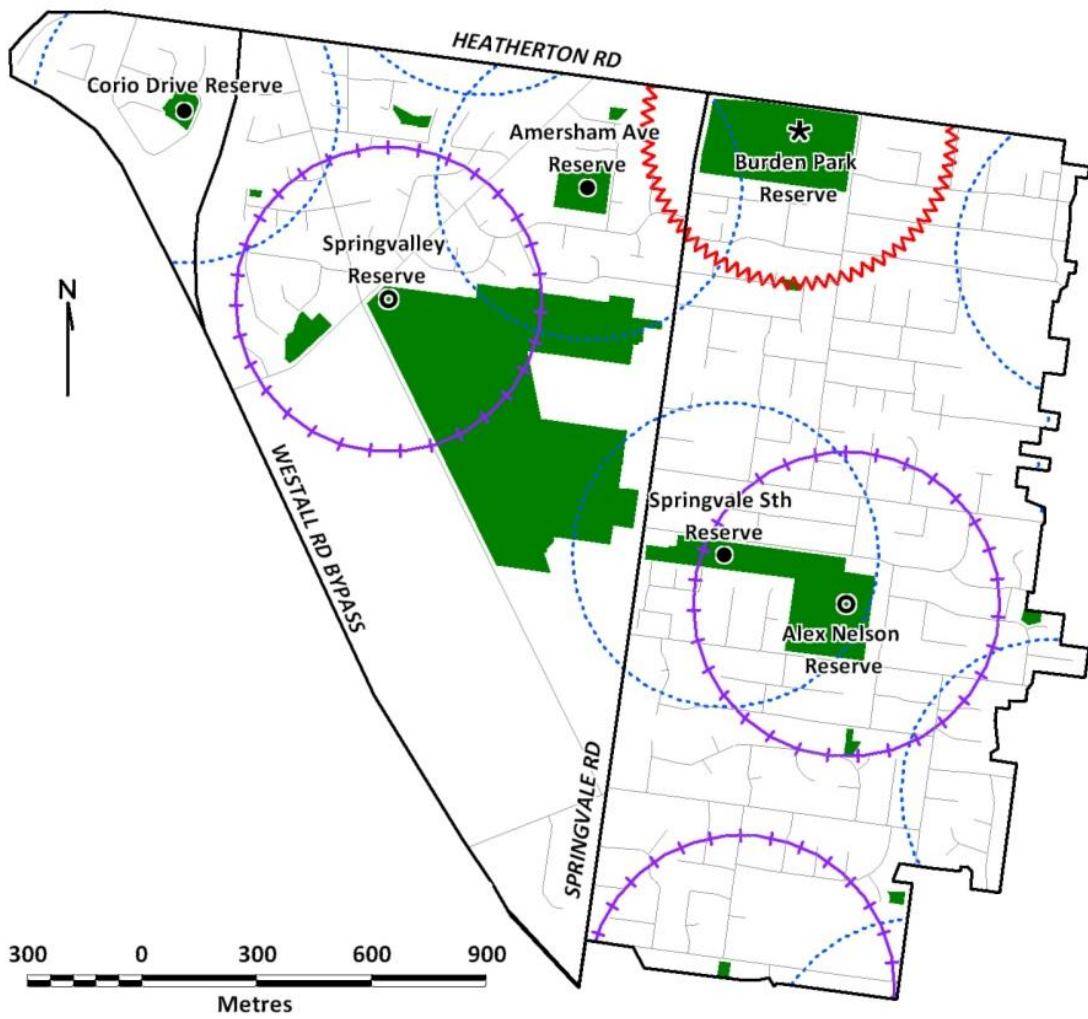 HEATHERTON RD
Corio Drive Reserve
Amersham Ave
Reserve
Burden Park
Reserve
Springvalley
Reserve
N
WESTALL RD BYPASS
Springvale Sth
Reserve
Alex Nelson
Reserve
SPRINGVALE RD
300 0 300 600 900
Metres